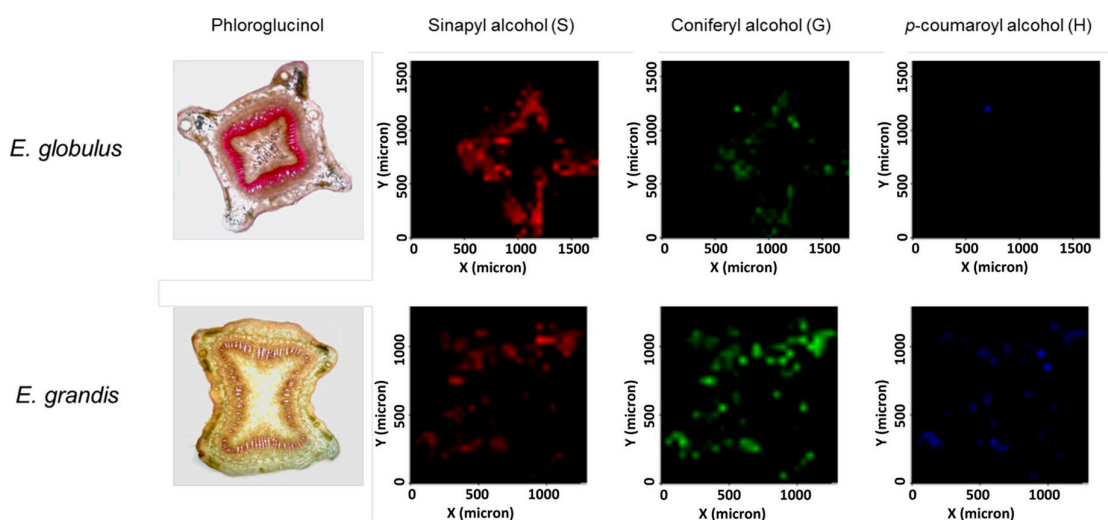 Phloroglucinol Sinapyl alcohol (S) Coniferyl alcohol (G) p-coumaroyl alcohol (H)
E. globulus
Y (micron)
1500
1000
500
0
0 500 1000 1500
X (micron)
Y (micron)
1500
1000
500
0
0 500 1000 1500
X (micron)
Y (micron)
1500
1000
500
0
0 500 1000 1500
X (micron)
E. grandis
Y (micron)
1000
500
0
0 500 1000
X (micron)
Y (micron)
1000
500
0
0 500 1000
X (micron)
Y (micron)
1000
500
0
0 500 1000
X (micron)